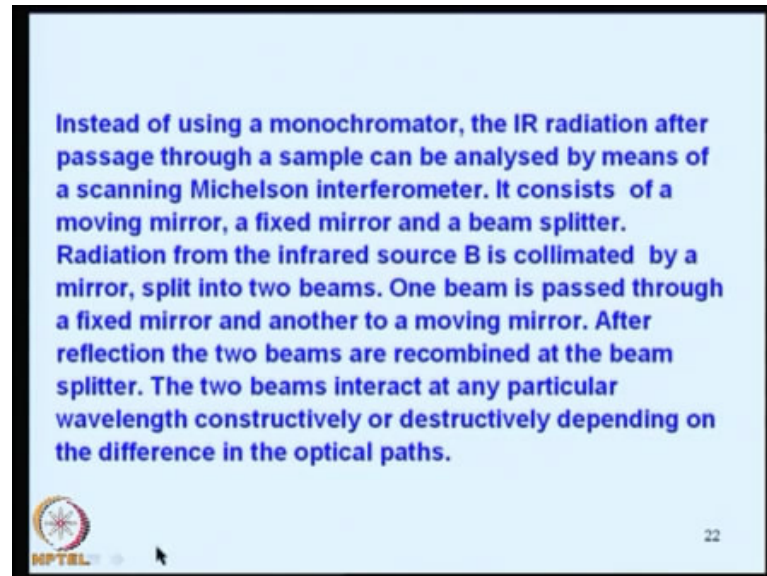 Instead of using a monochromator, the IR radiation after
passage through a sample can be analysed by means of
a scanning Michelson interferometer. It consists of a
moving mirror, a fixed mirror and a beam splitter.
Radiation from the infrared source B is collimated by a
mirror, split into two beams. One beam is passed through
a fixed mirror and another to a moving mirror. After
reflection the two beams are recombined at the beam
splitter. The two beams interact at any particular
wavelength constructively or destructively depending on
the difference in the optical paths.
22
NPTEL